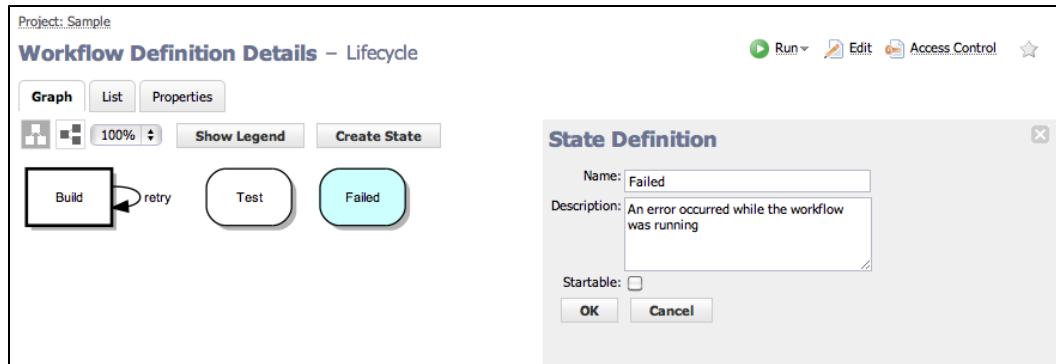 Project: Sample
Workflow Definition Details – Lifecycle
Run Edit Access Control
Graph List Properties
100% Show Legend Create State
Build retry Test Failed
State Definition
Name: Failed
Description: An error occurred while the workflow
was running
Startable:
OK Cancel